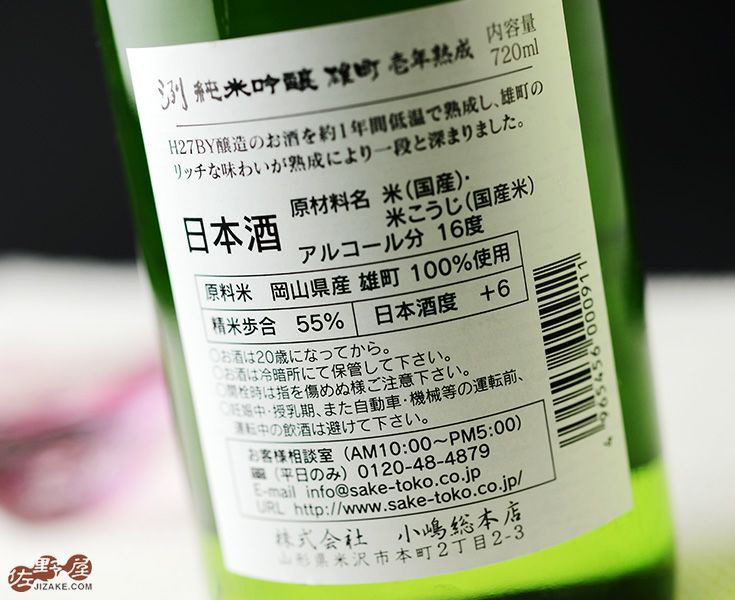 洌 純米吟醸 雄町 壱年熟成
内容量
720ml
H27BY醸造のお酒を約1年間低温で熟成し、雄町の
リッチな味わいが熟成により一段と深まりました。
日本酒
原材料名 米(国産)・
米こうじ(国産米)
アルコール分 16度
原料米 岡山県産 雄町 100%使用
精米歩合 55% 日本酒度 +6
○お酒は20歳になってから。
○お酒は冷暗所にて保管して下さい。
○開栓時は指を傷めぬ様ご注意下さい。
○妊娠中・授乳期、また自動車・機械等の運転前、
運転中の飲酒は避けて下さい。
お客様相談室 (AM10:00~PM5:00)
(平日のみ) 0120-48-4879
E-mail info@sake-toko.co.jp
URL http://www.sake-toko.co.jp/
株式会社 小嶋総本店
山形県米沢市本町2丁目2-3
4 965456 000911
佐野屋
JIZAKE.COM